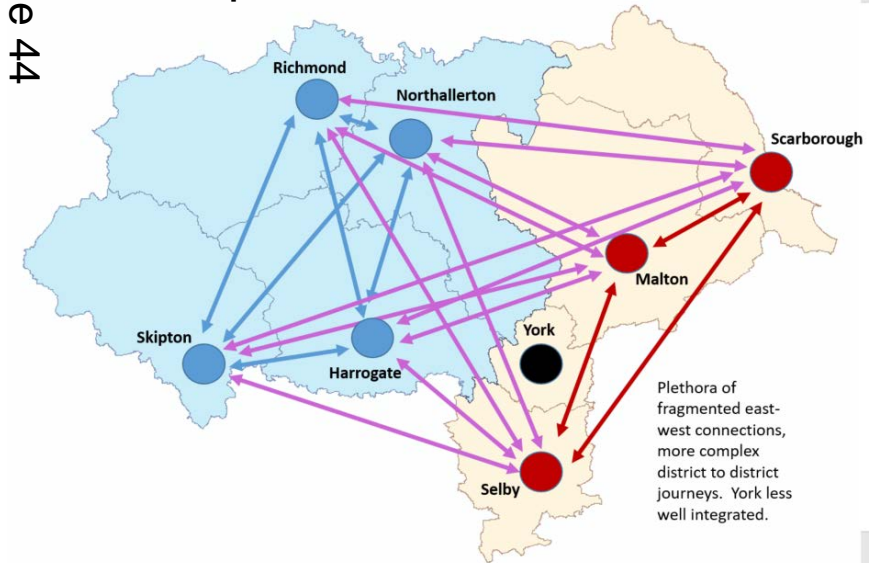 e 44
Richmond
Northallerton
Scarborough
Malton
Skipton
York
Harrogate
Selby
Plethora of
fragmented east-
west connections,
more complex
district to district
journeys. York less
well integrated.